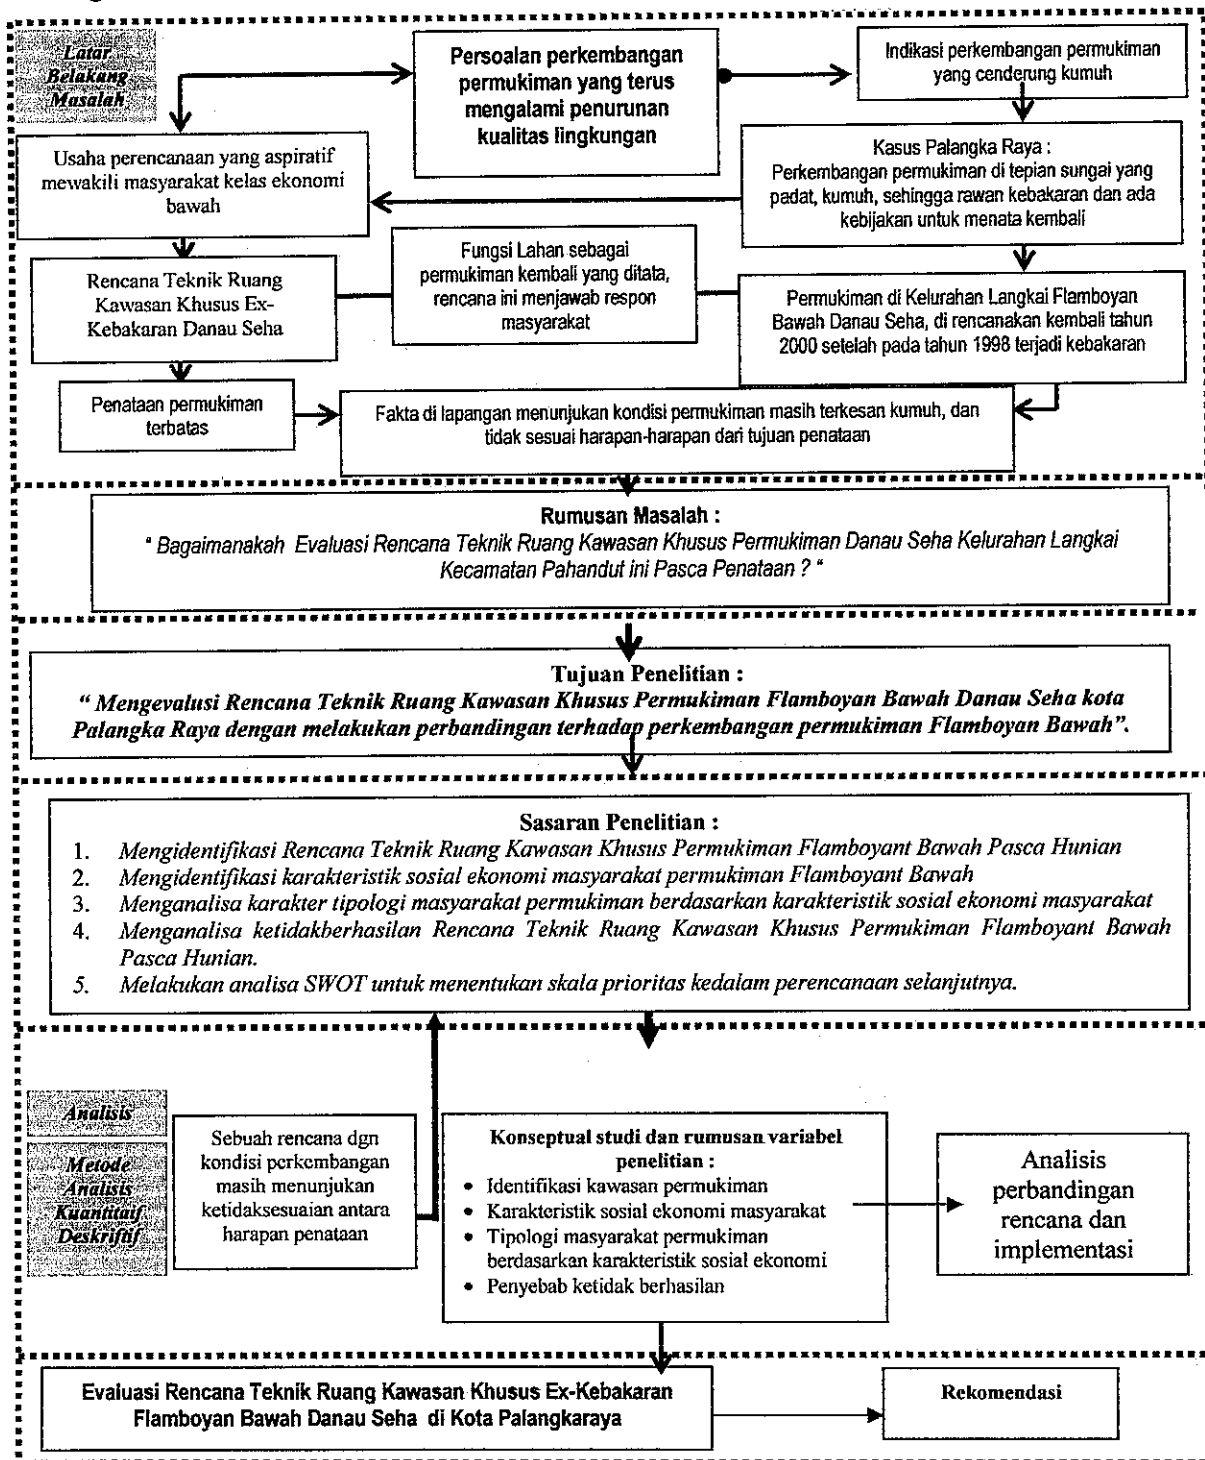 Latar
Belakang
Masalah
Persoalan perkembangan
permukiman yang terus
mengalami penurunan
kualitas lingkungan
Indikasi perkembangan permukiman
yang cenderung kumuh
Usaha perencanaan yang aspiratif
mewakili masyarakat kelas ekonomi
bawah
Kasus Palangka Raya :
Perkembangan permukiman di tepian sungai yang
padat, kumuh, sehingga rawan kebakaran dan ada
kebijakan untuk menata kembali
Rencana Teknik Ruang
Kawasan Khusus Ex-
Kebakaran Danau Seha
Fungsi Lahan sebagai
permukiman kembali yang ditata,
rencana ini menjawab respon
masyarakat
Permukiman di Kelurahan Langkai Flamboyan
Bawah Danau Seha, di rencanakan kembali tahun
2000 setelah pada tahun 1998 terjadi kebakaran
Penataan permukiman
terbatas
Fakta di lapangan menunjukan kondisi permukiman masih terkesan kumuh, dan
tidak sesuai harapan-harapan dari tujuan penataan
Rumusan Masalah :
“ Bagaimanakah Evaluasi Rencana Teknik Ruang Kawasan Khusus Permukiman Danau Seha Kelurahan Langkai
Kecamatan Pahandut ini Pasca Penataan ? “
Tujuan Penelitian :
“ Mengevalusi Rencana Teknik Ruang Kawasan Khusus Permukiman Flamboyan Bawah Danau Seha kota
Palangka Raya dengan melakukan perbandingan terhadap perkembangan permukiman Flamboyan Bawah”.
Sasaran Penelitian :
1. Mengidentifikasi Rencana Teknik Ruang Kawasan Khusus Permukiman Flamboyant Bawah Pasca Hunian
2. Mengidentifikasi karakteristik sosial ekonomi masyarakat permukiman Flamboyant Bawah
3. Menganalisa karakter tipologi masyarakat permukiman berdasarkan karakteristik sosial ekonomi masyarakat
4. Menganalisa ketidakberhasilan Rencana Teknik Ruang Kawasan Khusus Permukiman Flamboyant Bawah
Pasca Hunian.
5. Melakukan analisa SWOT untuk menentukan skala prioritas kedalam perencanaan selanjutnya.
Analisis
Metode
Analisis
Kuantitaif
Deskriftif
Sebuah rencana dgn
kondisi perkembangan
masih menunjukan
ketidaksesuaian antara
harapan penataan
Konseptual studi dan rumusan variabel
penelitian :
• Identifikasi kawasan permukiman
• Karakteristik sosial ekonomi masyarakat
• Tipologi masyarakat permukiman
berdasarkan karakteristik sosial ekonomi
• Penyebab ketidak berhasilan
Analisis
perbandingan
rencana dan
implementasi
Evaluasi Rencana Teknik Ruang Kawasan Khusus Ex-Kebakaran
Flamboyan Bawah Danau Seha di Kota Palangkaraya
Rekomendasi